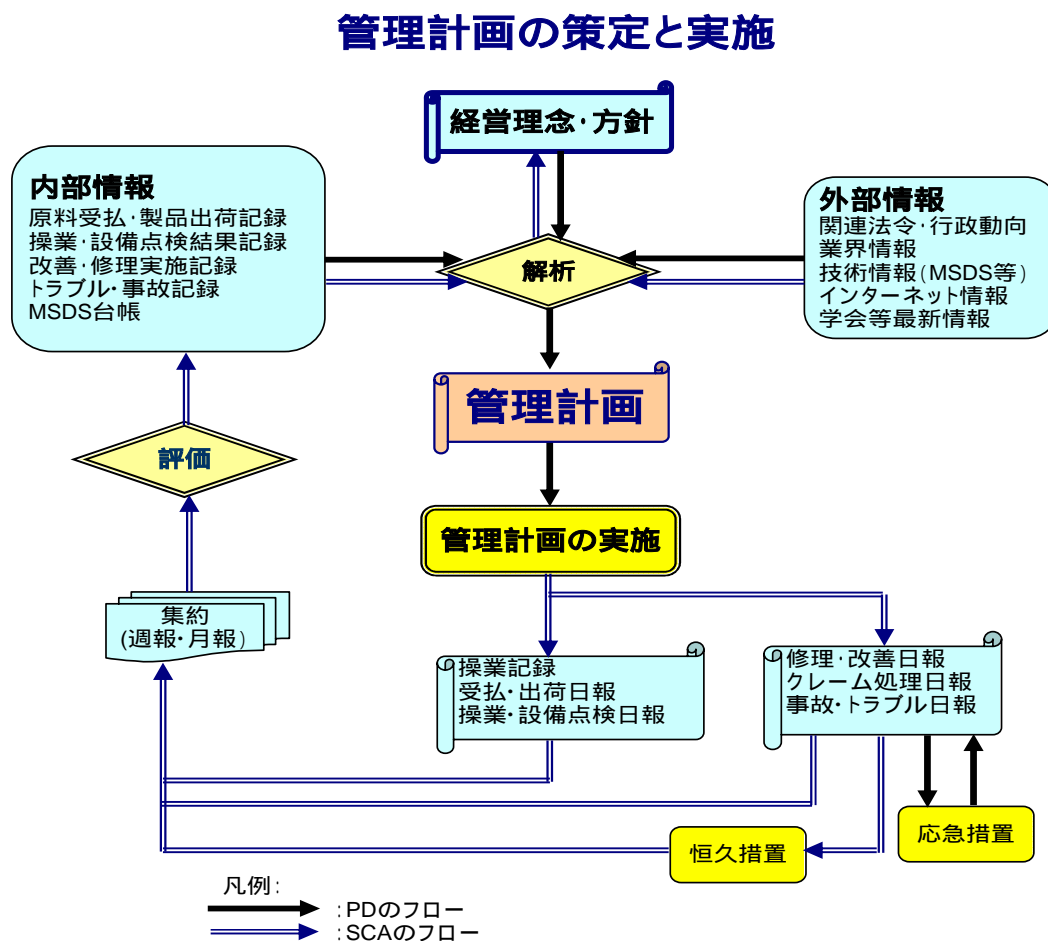 管理計画の策定と実施
経営理念・方針
内部情報
原料受払・製品出荷記録
操業・設備点検結果記録
改善・修理実施記録
トラブル・事故記録
MSDS台帳
外部情報
関連法令・行政動向
業界情報
技術情報(MSDS等)
インターネット情報
学会等最新情報
解析
管理計画
評価
管理計画の実施
集約
(週報・月報)
操業記録
受払・出荷日報
操業・設備点検日報
修理・改善日報
クレーム処理日報
事故・トラブル日報
応急措置
恒久措置
凡例:
:PDのフロー
:SCAのフロー